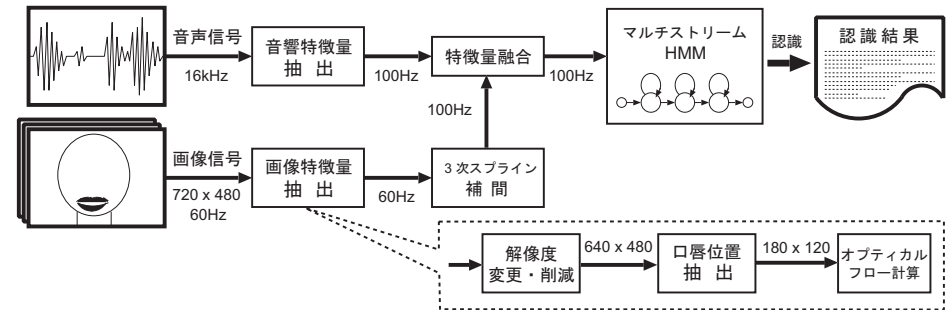 音声信号
16kHz
音響特徴量
抽出
100Hz
特徴量融合
100Hz
マルチストリーム
HMM
認識
認識結果
100Hz
画像信号
720 x 480
60Hz
画像特徴量
抽出
60Hz
3次スプライン
補間
解像度
変更・削減
640 x 480
口唇位置
抽出
180 x 120
オプティカル
フロー計算